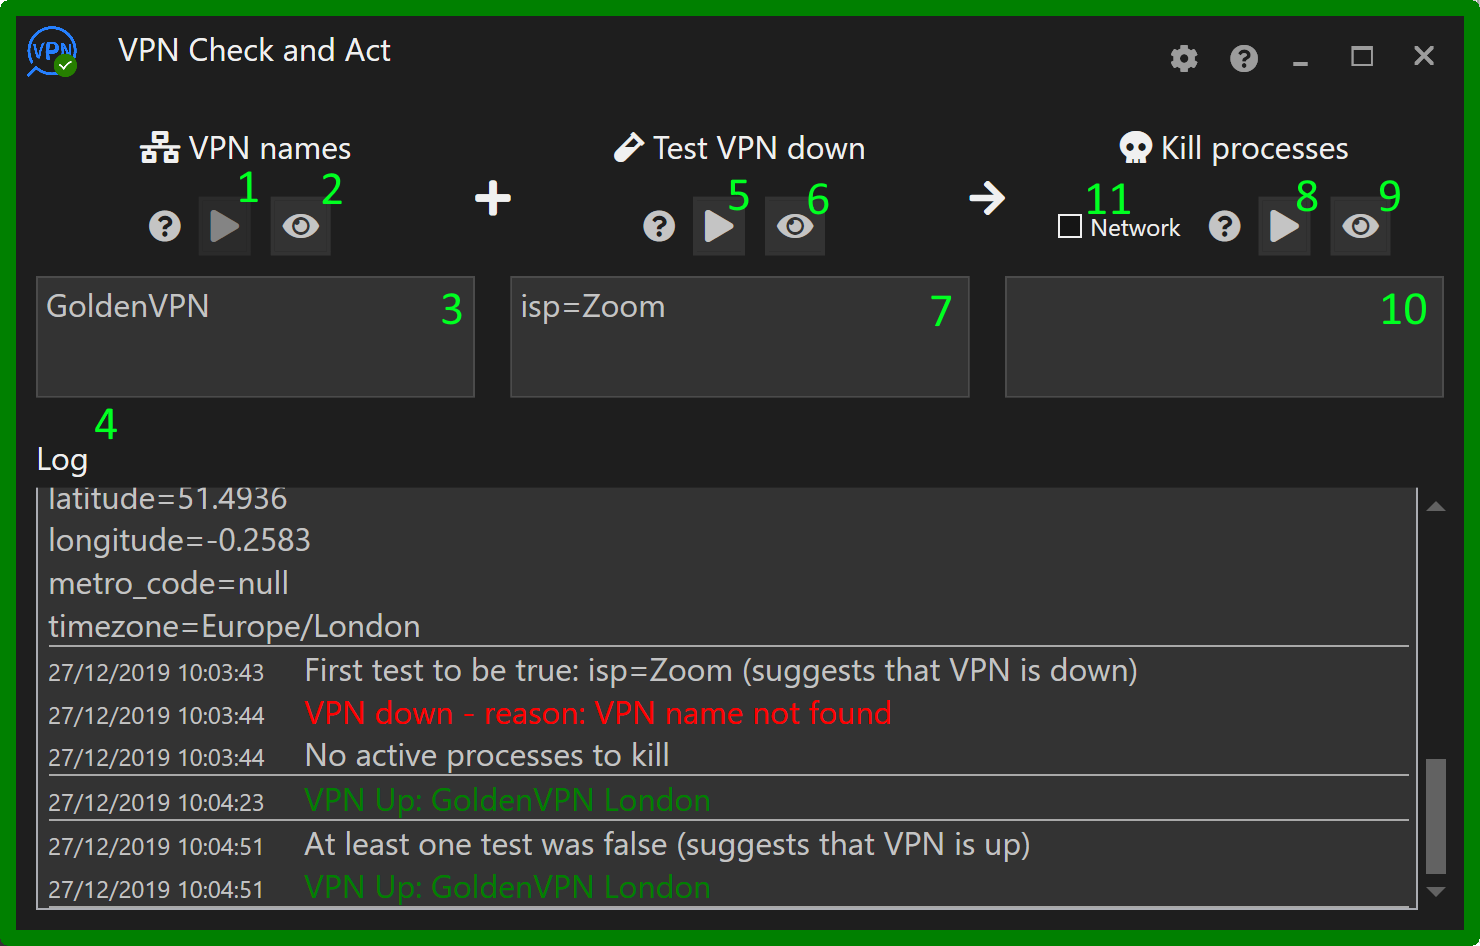 VPN
VPN Check and Act
VPN names
Test VPN down
Kill processes
1
2
5
6
11
8
9
Network
GoldenVPN
3
isp=Zoom
7
10
4
Log
latitude=51.4936
longitude=-0.2583
metro_code=null
timezone=Europe/London
27/12/2019 10:03:43 First test to be true: isp=Zoom (suggests that VPN is down)
27/12/2019 10:03:44 VPN down - reason: VPN name not found
27/12/2019 10:03:44 No active processes to kill
27/12/2019 10:04:23 VPN Up: GoldenVPN London
27/12/2019 10:04:51 At least one test was false (suggests that VPN is up)
27/12/2019 10:04:51 VPN Up: GoldenVPN London